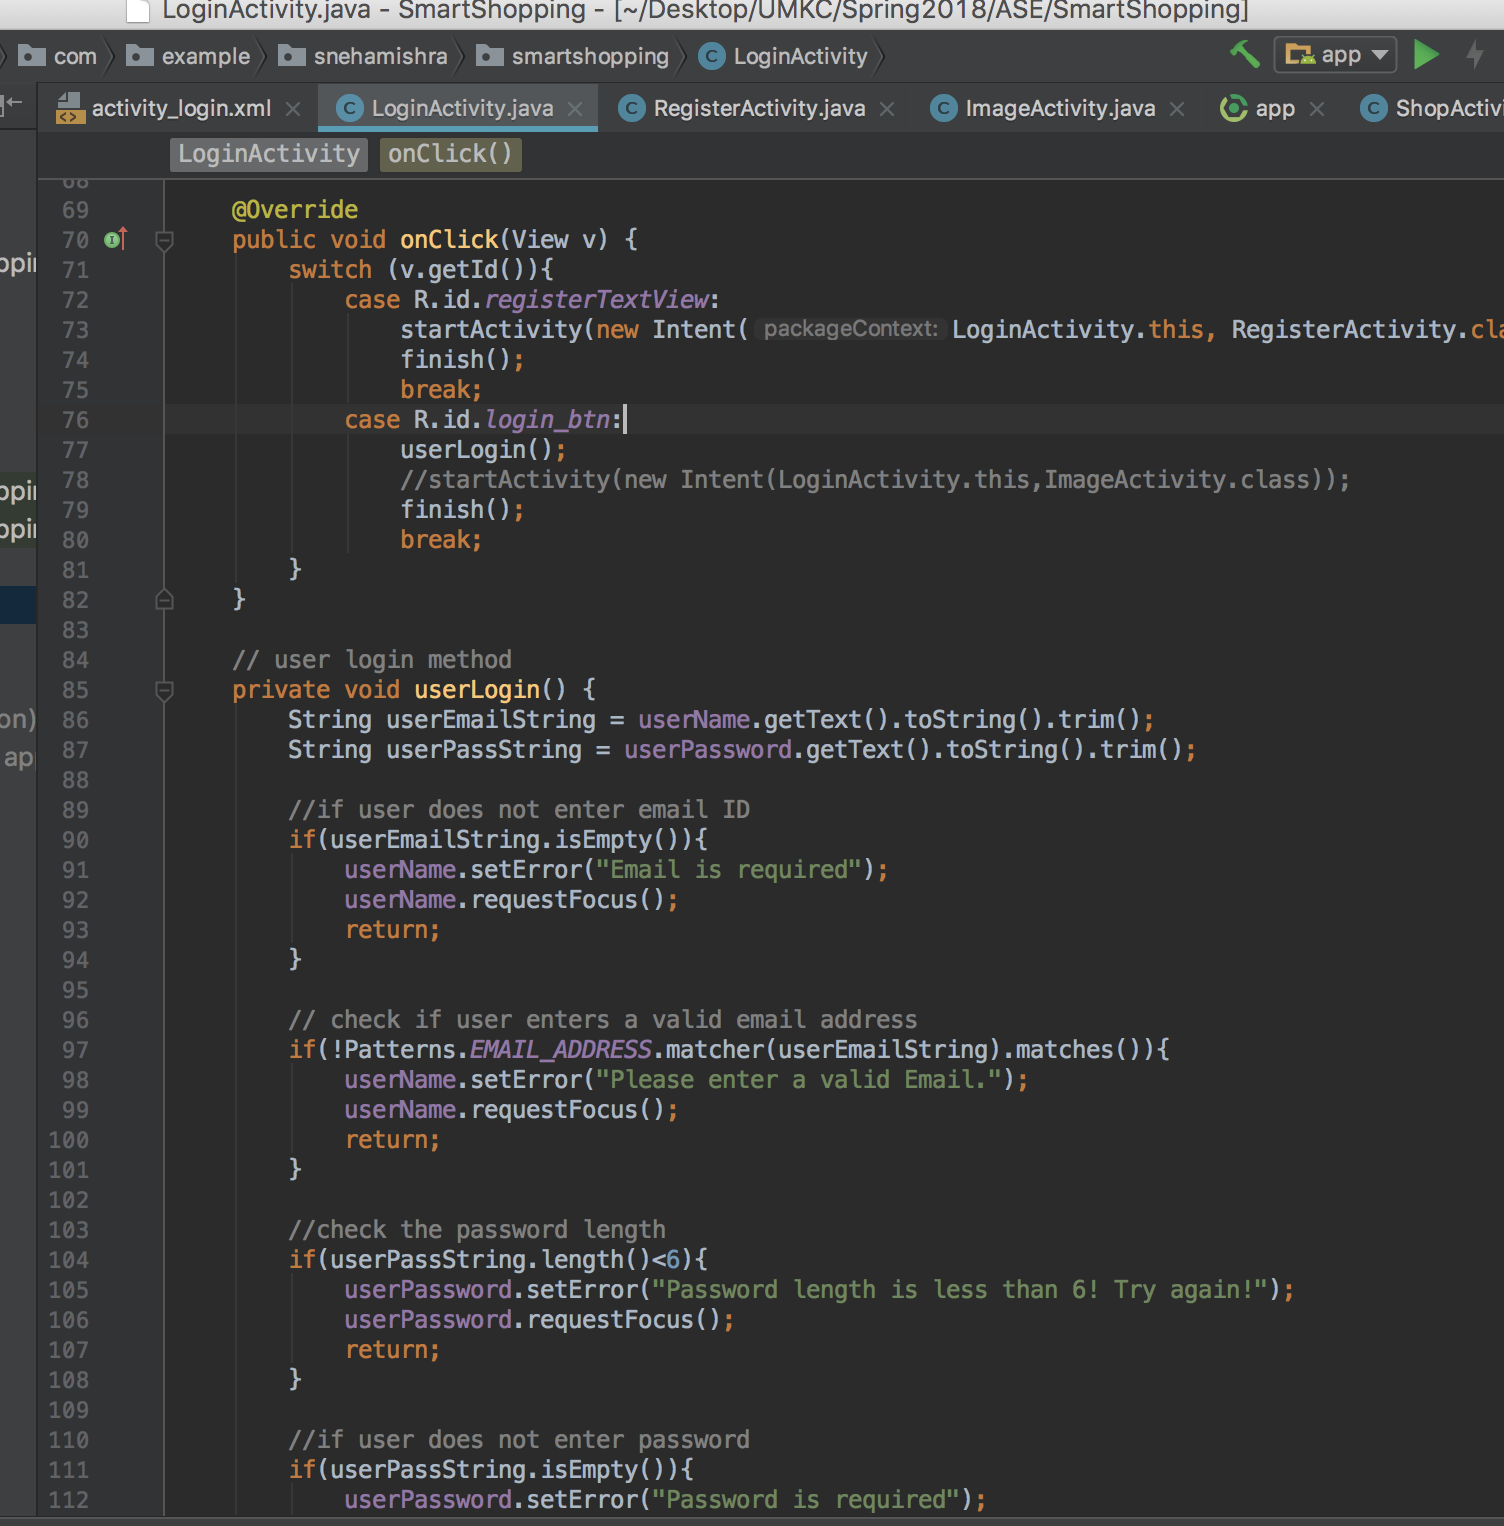 LoginActivity.java - SmartShopping - [~/Desktop/UMKC/Spring2018/ASE/SmartShopping]
com example snehamishra smartshopping LoginActivity app
activity_login.xml LoginActivity.java RegisterActivity.java ImageActivity.java app ShopActivi
LoginActivity onClick()
68
69 @Override
70 public void onClick(View v) {
71 switch (v.getId()){
72 case R.id.registerTextView:
73 startActivity(new Intent( packageContext: LoginActivity.this, RegisterActivity.cla
74 finish();
75 break;
76 case R.id.login_btn:
77 userLogin();
78 //startActivity(new Intent(LoginActivity.this,ImageActivity.class));
79 finish();
80 break;
81 }
82 }
83
84 // user login method
85 private void userLogin() {
86 String userEmailString = userName.getText().toString().trim();
87 String userPassString = userPassword.getText().toString().trim();
88
89 //if user does not enter email ID
90 if(userEmailString.isEmpty()){
91 userName.setError("Email is required");
92 userName.requestFocus();
93 return;
94 }
95
96 // check if user enters a valid email address
97 if(!Patterns.EMAIL_ADDRESS.matcher(userEmailString).matches()){
98 userName.setError("Please enter a valid Email.");
99 userName.requestFocus();
100 return;
101 }
102
103 //check the password length
104 if(userPassString.length()<6){
105 userPassword.setError("Password length is less than 6! Try again!");
106 userPassword.requestFocus();
107 return;
108 }
109
110 //if user does not enter password
111 if(userPassString.isEmpty()){
112 userPassword.setError("Password is required");